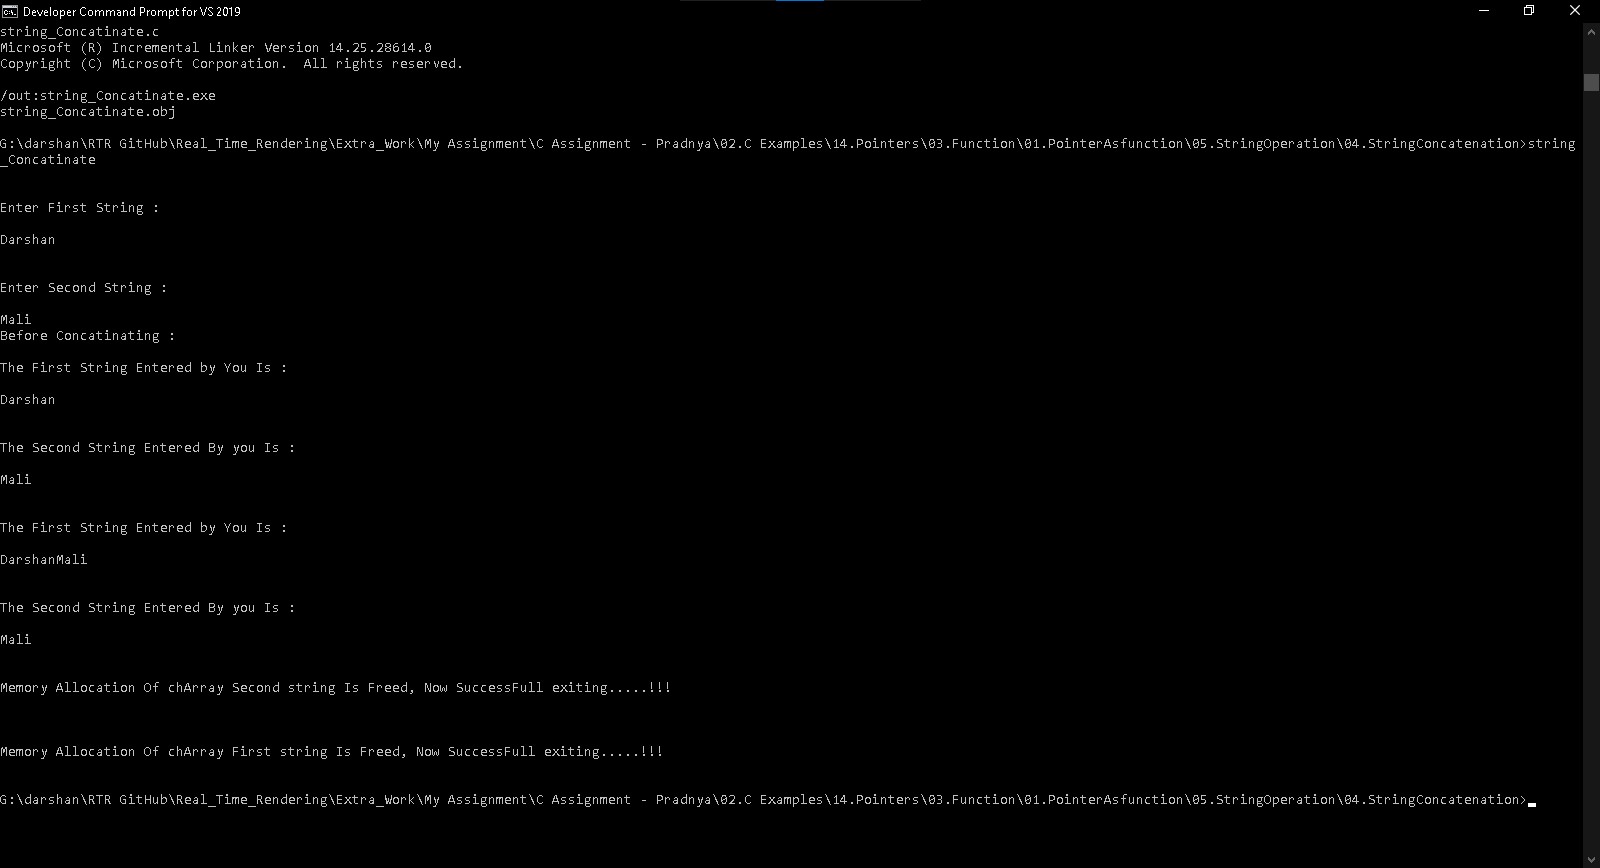 Developer Command Prompt for VS 2019
string_Concatinate.c
Microsoft (R) Incremental Linker Version 14.25.28614.0
Copyright (C) Microsoft Corporation.  All rights reserved.
/out:string_Concatinate.exe
string_Concatinate.obj
G:\darshan\RTR GitHub\Real_Time_Rendering\Extra_Work\My Assignment\C Assignment - Pradnya\02.C Examples\14.Pointers\03.Function\01.PointerAsfunction\05.StringOperation\04.StringConcatenation>string
_Concatinate
Enter First String :
Darshan
Enter Second String :
Mali
Before Concatinating :
The First String Entered by You Is :
Darshan
The Second String Entered By you Is :
Mali
The First String Entered by You Is :
DarshanMali
The Second String Entered By you Is :
Mali
Memory Allocation Of chArray Second string Is Freed, Now SuccessFull exiting.....!!!
Memory Allocation Of chArray First string Is Freed, Now SuccessFull exiting.....!!!
G:\darshan\RTR GitHub\Real_Time_Rendering\Extra_Work\My Assignment\C Assignment - Pradnya\02.C Examples\14.Pointers\03.Function\01.PointerAsfunction\05.StringOperation\04.StringConcatenation>